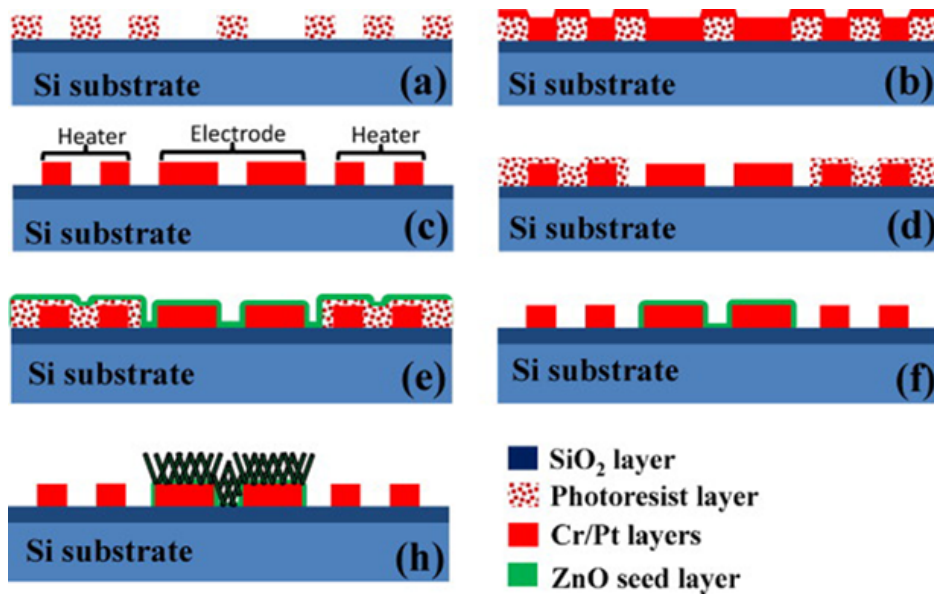 Si substrate (a)
Si substrate (b)
Heater Electrode Heater
Si substrate (c)
Si substrate (d)
Si substrate (e)
Si substrate (f)
Si substrate (h)
SiO₂ layer
Photoresist layer
Cr/Pt layers
ZnO seed layer